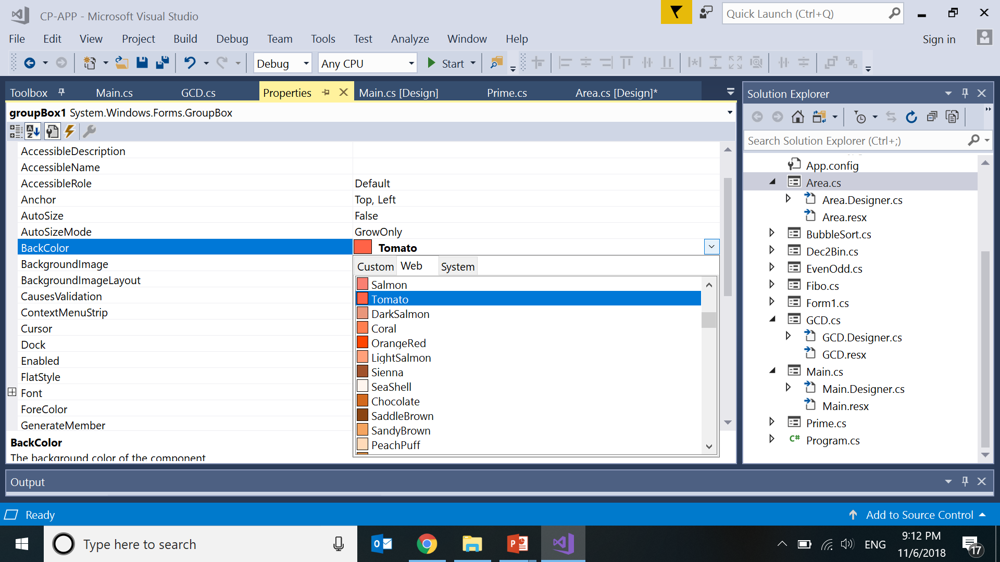 CP-APP - Microsoft Visual Studio
Quick Launch (Ctrl+Q)
File Edit View Project Build Debug Team Tools Test Analyze Window Help
Sign in
Debug Any CPU Start
Toolbox Main.cs GCD.cs Properties Main.cs [Design] Prime.cs Area.cs [Design]*
groupBox1 System.Windows.Forms.GroupBox
AccessibleDescription
AccessibleName
AccessibleRole Default
Anchor Top, Left
AutoSize False
AutoSizeMode GrowOnly
BackColor Tomato
BackgroundImage
BackgroundImageLayout
CausesValidation
ContextMenuStrip
Cursor
Dock
Enabled
FlatStyle
Font
ForeColor
GenerateMember
Custom Web System
Salmon
Tomato
DarkSalmon
Coral
OrangeRed
LightSalmon
Sienna
SeaShell
Chocolate
SaddleBrown
SandyBrown
PeachPuff
BackColor
The background color of the component
Solution Explorer
Search Solution Explorer (Ctrl+;)
App.config
Area.cs
Area.Designer.cs
Area.resx
BubbleSort.cs
Dec2Bin.cs
EvenOdd.cs
Fibo.cs
Form1.cs
GCD.cs
GCD.Designer.cs
GCD.resx
Main.cs
Main.Designer.cs
Main.resx
Prime.cs
C# Program.cs
Output
Ready
Add to Source Control
Type here to search
ENG
9:12 PM
11/6/2018
17